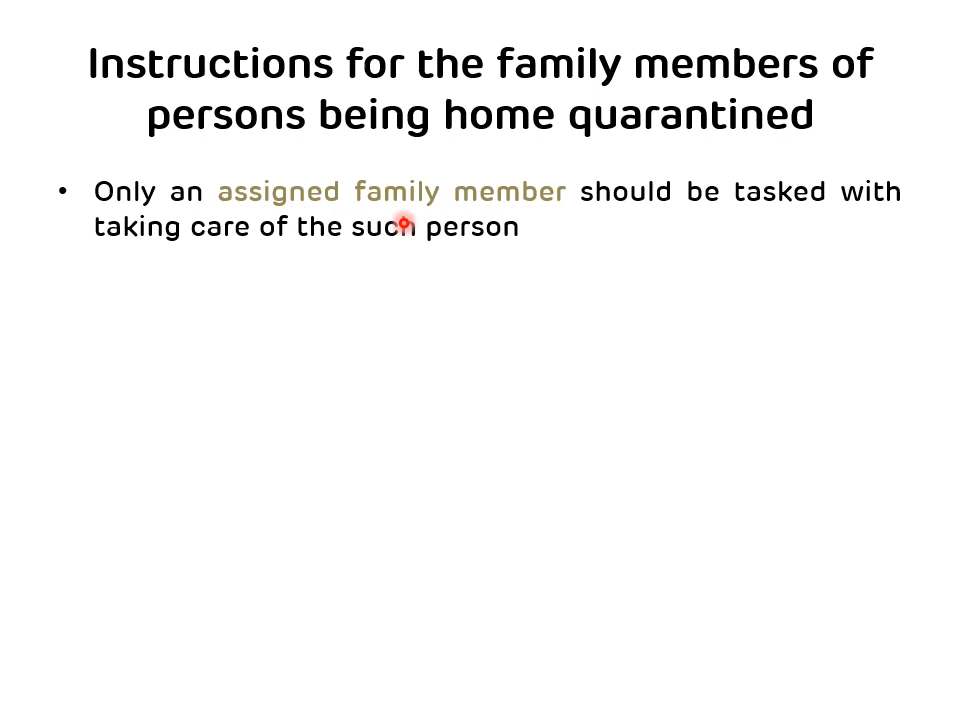 Instructions for the family members of
persons being home quarantined
• Only an assigned family member should be tasked with
taking care of the such person